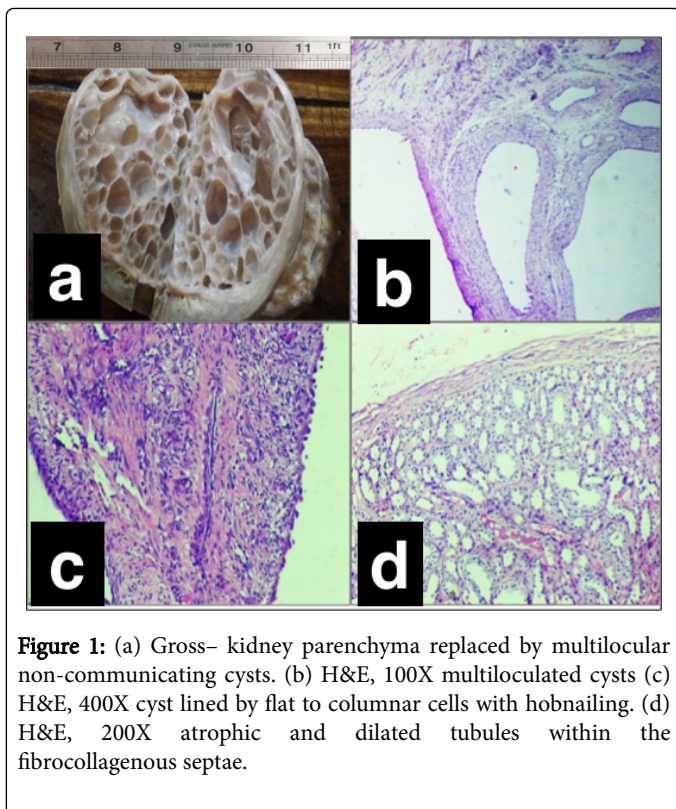 7 8 9 10 11 1ft
a
b
c
d
Figure 1: (a) Gross– kidney parenchyma replaced by multilocular
non-communicating cysts. (b) H&E, 100X multiloculated cysts (c)
H&E, 400X cyst lined by flat to columnar cells with hobnailing. (d)
H&E, 200X atrophic and dilated tubules within the
fibrocollagenous septae.